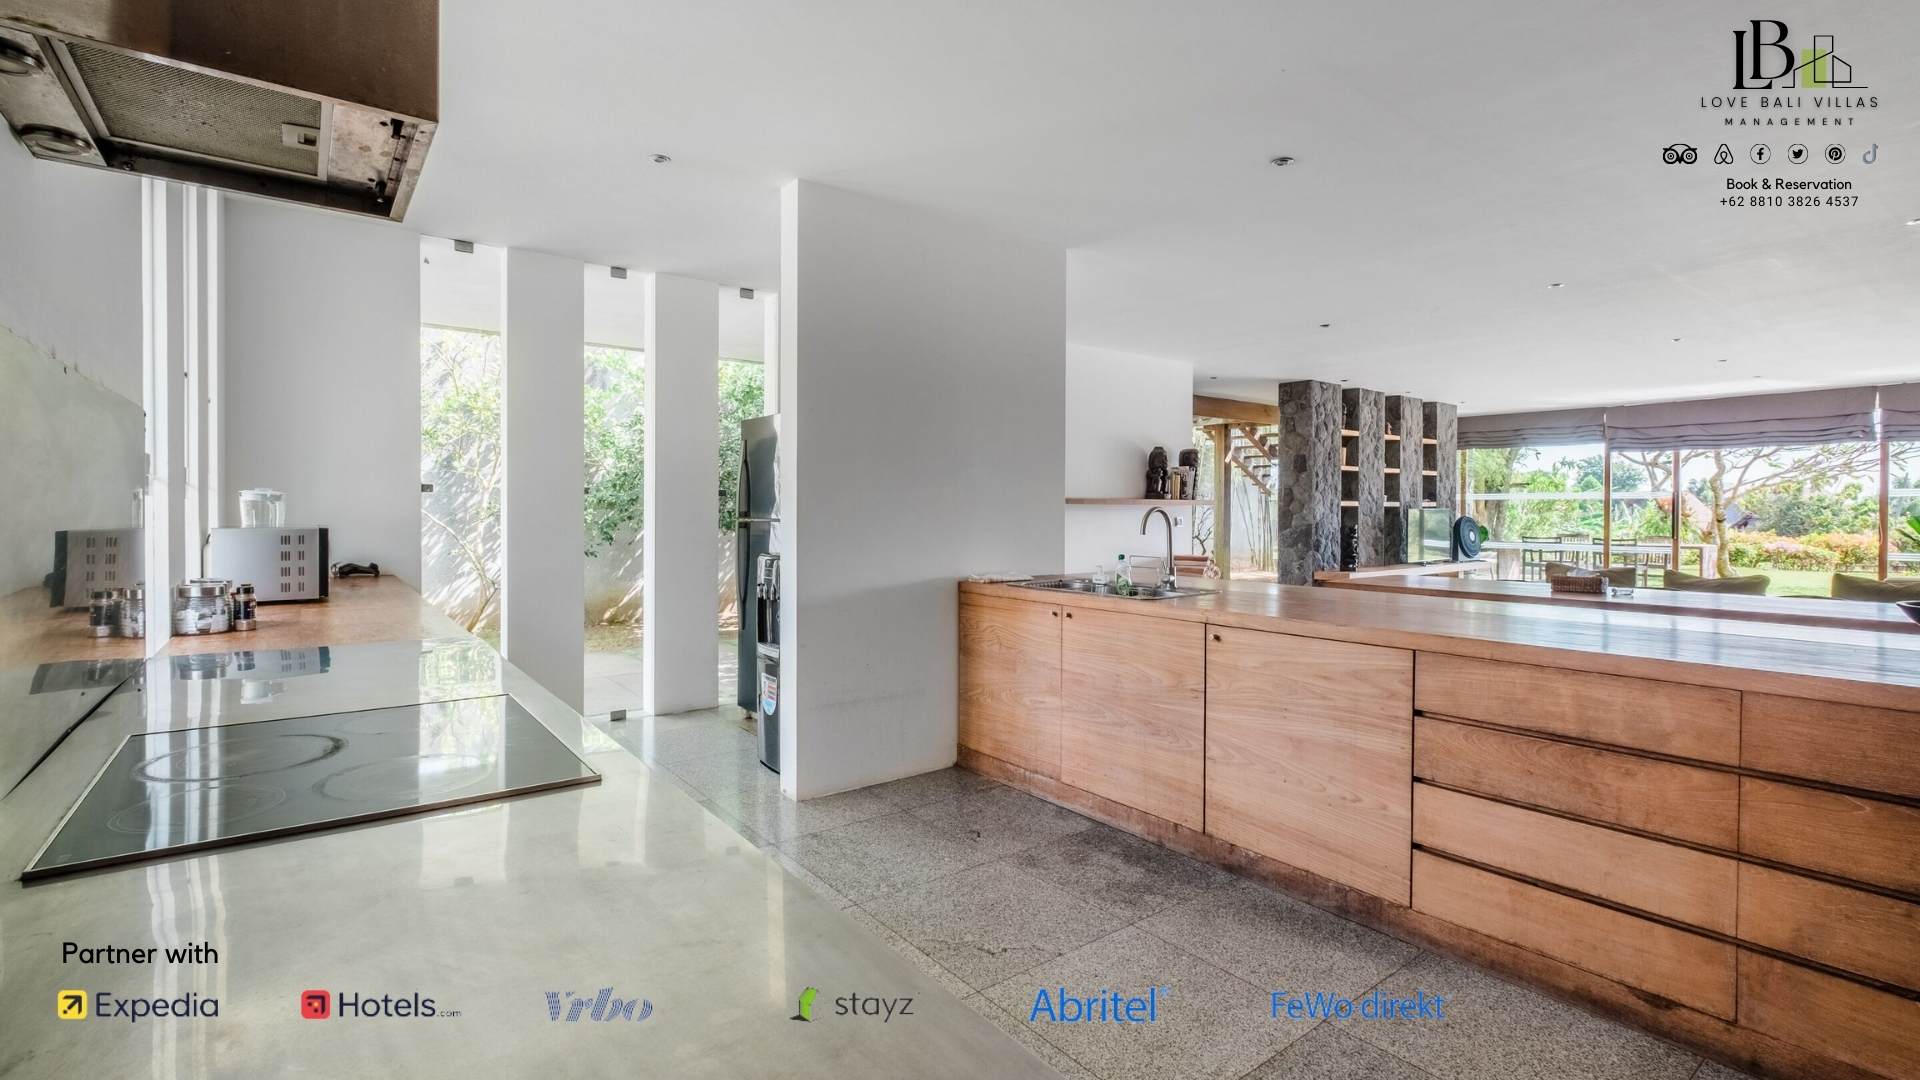 LB
LOVE BALI VILLAS
MANAGEMENT
Book & Reservation
+62 8810 3826 4537
Partner with
Expedia
Hotels.com
Vrbo
stayz
Abritel
FeWo direkt